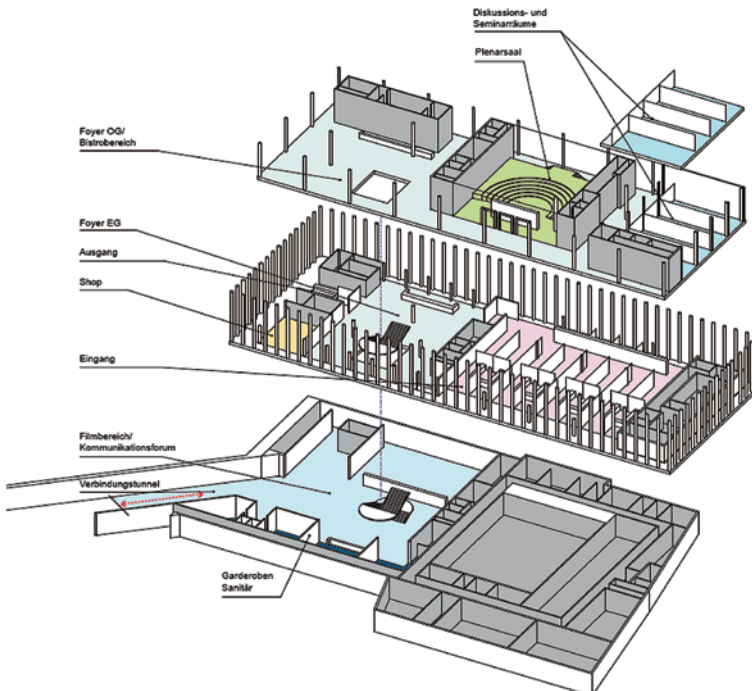 Diskussions- und
Seminarräume
Plenarsaal
Foyer OG/
Bistrobereich
Foyer EG
Ausgang
Shop
Eingang
Filmbereich/
Kommunikationsforum
Verbindungstunnel
Garderoben
Sanitär